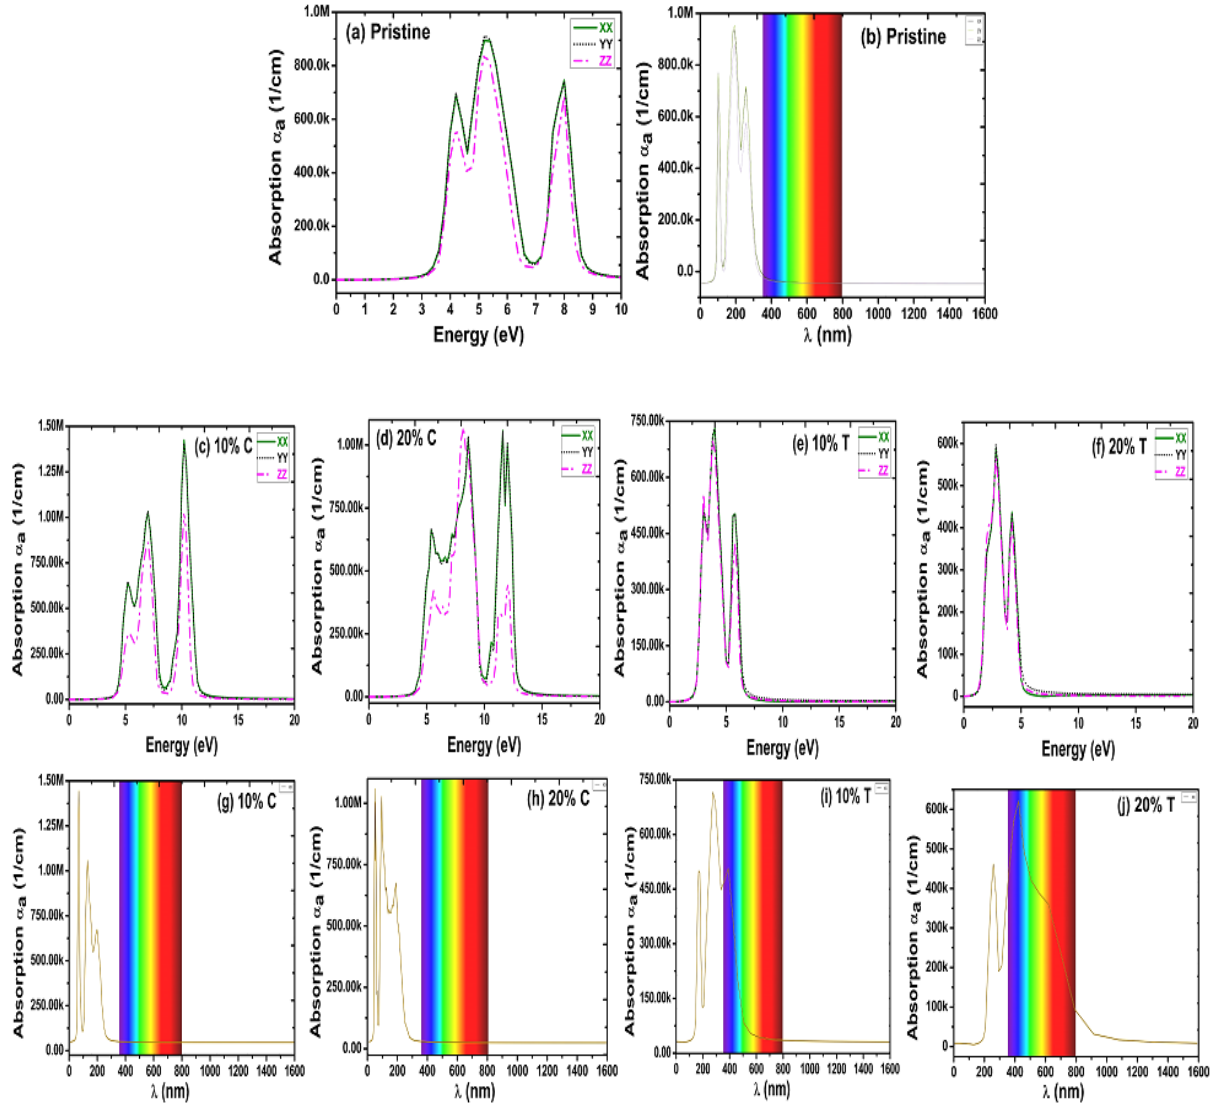 (a) Pristine
XX
YY
ZZ
1.0M
800.0k
600.0k
400.0k
200.0k
0.0
Absorption αa (1/cm)
0 1 2 3 4 5 6 7 8 9 10
Energy (eV)
(b) Pristine
1.0M
800.0k
600.0k
400.0k
200.0k
0.0
Absorption αa (1/cm)
0 200 400 600 800 1000 1200 1400 1600
λ (nm)
(c) 10% C
XX
YY
ZZ
1.50M
1.25M
1.00M
750.00k
500.00k
250.00k
0.00
Absorption αa (1/cm)
0 5 10 15 20
Energy (eV)
(d) 20% C
XX
YY
ZZ
1.00M
750.00k
500.00k
250.00k
0.00
Absorption αa (1/cm)
0 5 10 15 20
Energy (eV)
(e) 10% T
XX
YY
ZZ
750.00k
600.00k
450.00k
300.00k
150.00k
0.00
Absorption αa (1/cm)
0 5 10 15 20
Energy (eV)
(f) 20% T
XX
YY
ZZ
600k
500k
400k
300k
200k
100k
0
Absorption αa (1/cm)
0 5 10 15 20
Energy (eV)
(g) 10% C
1.50M
1.25M
1.00M
750.00k
500.00k
250.00k
0.00
Absorption αa (1/cm)
0 200 400 600 800 1000 1200 1400 1600
λ (nm)
(h) 20% C
1.00M
750.00k
500.00k
250.00k
0.00
Absorption αa (1/cm)
0 200 400 600 800 1000 1200 1400 1600
λ (nm)
(i) 10% T
750.00k
600.00k
450.00k
300.00k
150.00k
0.00
Absorption αa (1/cm)
0 200 400 600 800 1000 1200 1400 1600
λ (nm)
(j) 20% T
600k
500k
400k
300k
200k
100k
0
Absorption αa (1/cm)
0 200 400 600 800 1000 1200 1400 1600
λ (nm)